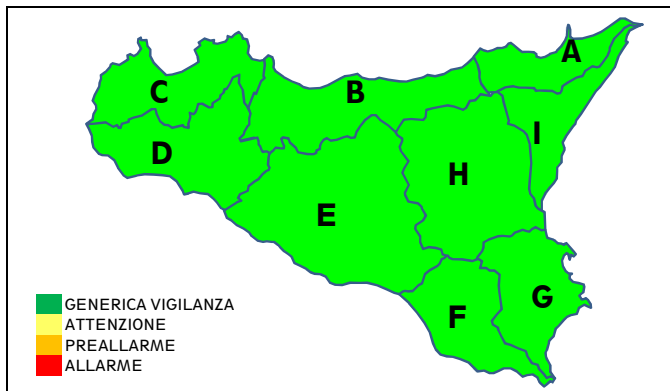 A
C
B
I
D
H
E
G
F
GENERICA VIGILANZA
ATTENZIONE
PREALLARME
ALLARME